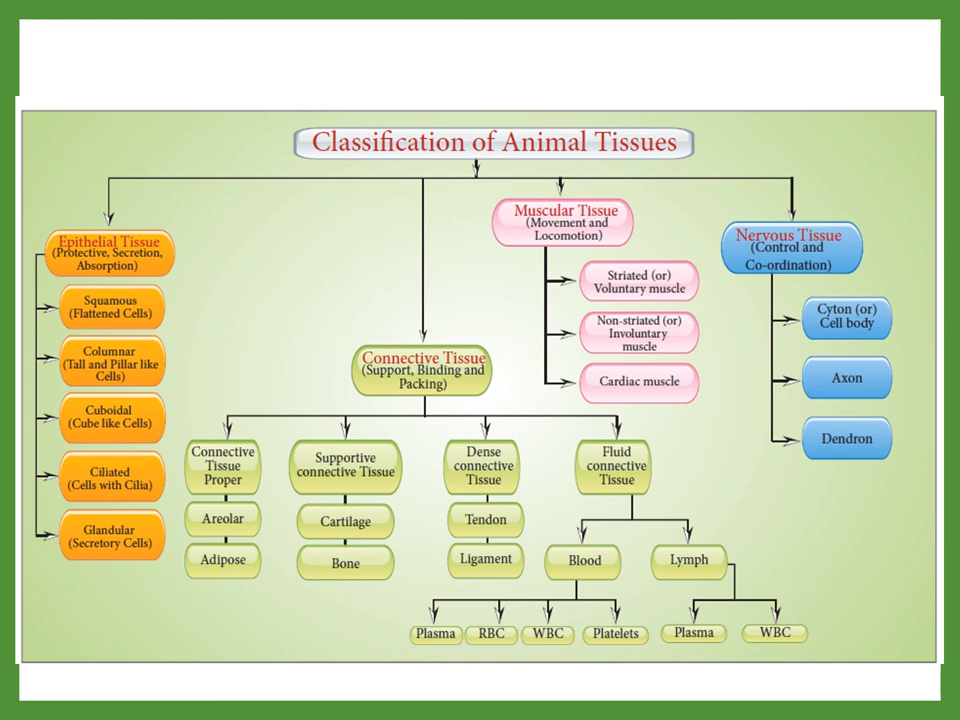 Classification of Animal Tissues
Epithelial Tissue
(Protective, Secretion,
Absorption)
Squamous
(Flattened Cells)
Columnar
(Tall and Pillar like
Cells)
Cuboidal
(Cube like Cells)
Ciliated
(Cells with Cilia)
Glandular
(Secretory Cells)
Connective Tissue
(Support, Binding and
Packing)
Connective
Tissue
Proper
Areolar
Adipose
Supportive
connective Tissue
Cartilage
Bone
Dense
connective
Tissue
Tendon
Ligament
Fluid
connective
Tissue
Blood
Plasma
RBC
WBC
Platelets
Lymph
Plasma
WBC
Muscular Tissue
(Movement and
Locomotion)
Striated (or)
Voluntary muscle
Non-striated (or)
Involuntary
muscle
Cardiac muscle
Nervous Tissue
(Control and
Co-ordination)
Cyton (or)
Cell body
Axon
Dendron